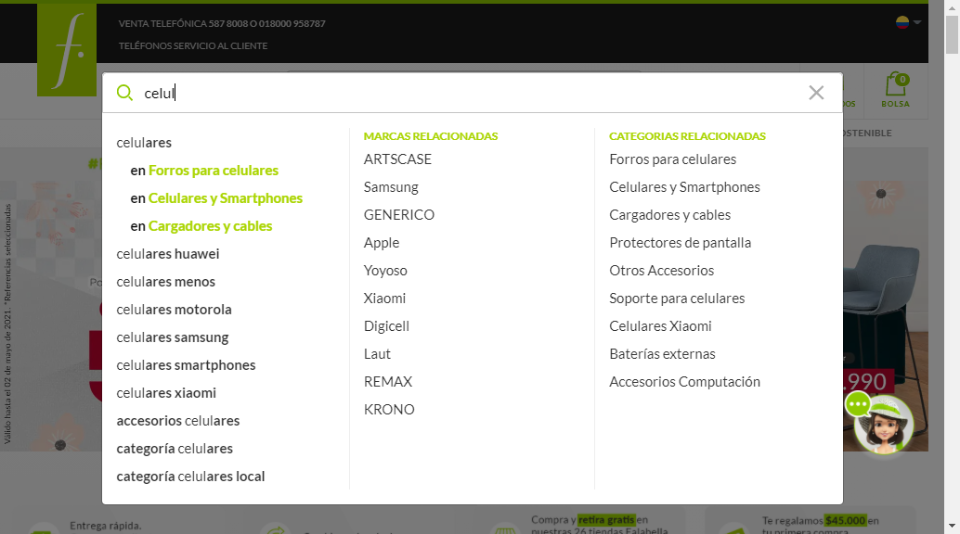 VENTA TELEFÓNICA 587 8008 O 018000 958787
TELÉFONOS SERVICIO AL CLIENTE
f.
celul
0
BOLSA
celulares
en Forros para celulares
en Celulares y Smartphones
en Cargadores y cables
celulares huawei
celulares menos
celulares motorola
celulares samsung
celulares smartphones
celulares xiaomi
accesorios celulares
categoría celulares
categoría celulares local
MARCAS RELACIONADAS
ARTSCASE
Samsung
GENERICO
Apple
Yoyoso
Xiaomi
Digicell
Laut
REMAX
KRONO
CATEGORIAS RELACIONADAS
Forros para celulares
Celulares y Smartphones
Cargadores y cables
Protectores de pantalla
Otros Accesorios
Soporte para celulares
Celulares Xiaomi
Baterías externas
Accesorios Computación
Válido hasta el 02 de mayo de 2021. *Referencias seleccionadas
.990
Entrega rápida.
Compra y retira gratis en
nuestras 26 tiendas Falabella
Te regalamos $45.000 en
tu primera compra